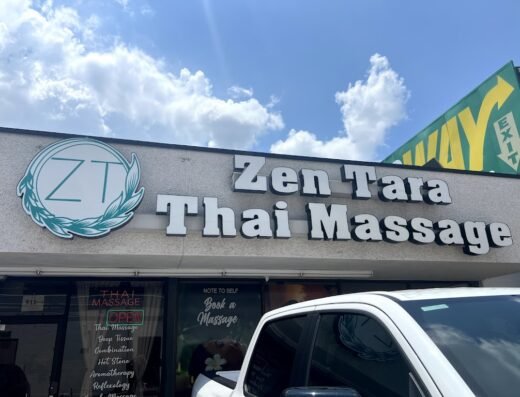 ZT
Zen Tara
Thai Massage
WAY
EXIT
THAI
MASSAGE
OPEN
Thai Massage
Deep Tissue
Combination
Hot Stone
Aromatherapy
Reflexology
NOTE TO SELF
Book a
Massage